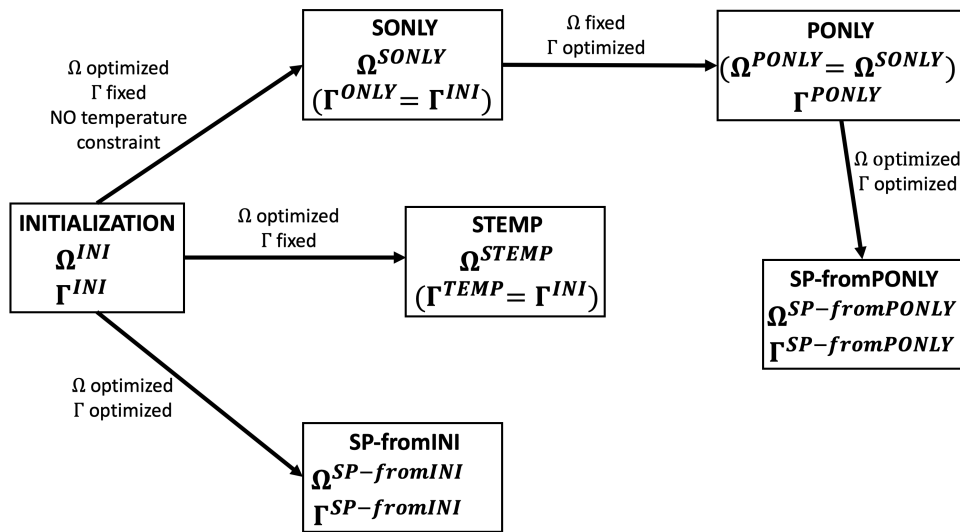 SONLY
Ω^{SONLY}
(Γ^{ONLY} = Γ^{INI})
Ω fixed
Γ optimized
PONLY
(Ω^{PONLY} = Ω^{SONLY})
Γ^{PONLY}
Ω optimized
Γ fixed
NO temperature
constraint
Ω optimized
Γ optimized
INITIALIZATION
Ω^{INI}
Γ^{INI}
Ω optimized
Γ fixed
STEMP
Ω^{STEMP}
(Γ^{TEMP} = Γ^{INI})
SP-fromPONLY
Ω^{SP-fromPONLY}
Γ^{SP-fromPONLY}
Ω optimized
Γ optimized
SP-fromINI
Ω^{SP-fromINI}
Γ^{SP-fromINI}